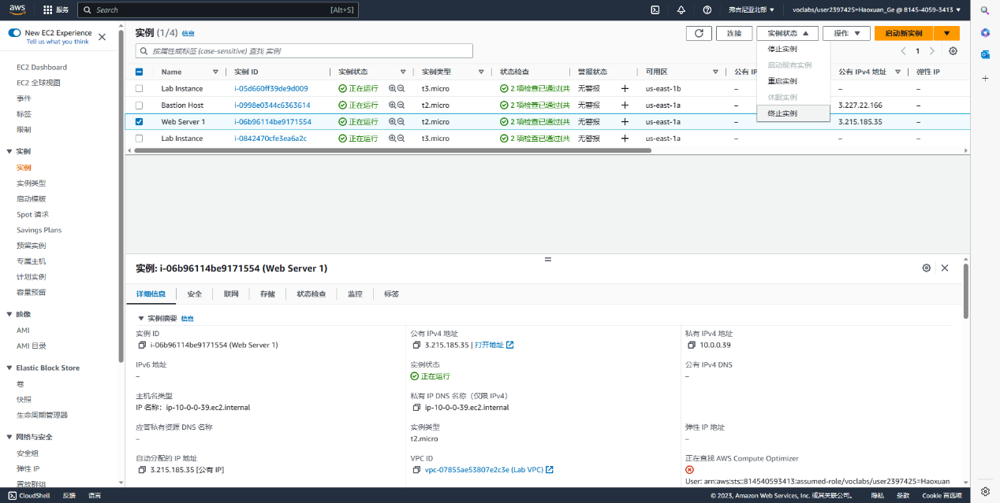 aws 服务 Search [Alt+S] 弗吉尼亚北部 voclabs/user2397425=Haoxuan_Ge @ 8145-4059-3413
New EC2 Experience
Tell us what you think
EC2 Dashboard
EC2 全球视图
事件
标签
限制
实例
实例
实例类型
启动模板
Spot 请求
Savings Plans
预留实例
专属主机
计划实例
容量预留
映像
AMI
AMI 目录
Elastic Block Store
卷
快照
生命周期管理器
网络与安全
安全组
弹性 IP
置放群组
实例 (1/4) 信息
连接 实例状态 操作 启动新实例
按属性或标签 (case-sensitive) 查找 实例
1
停止实例
启动现有实例
重启实例
休眠实例
终止实例
Name 实例 ID 实例状态 实例类型 状态检查 警报状态 可用区 公有 IP 公有 IPv4 地址 弹性 IP
Lab Instance i-05d660ff39de9d009 正在运行 t3.micro 2 项检查已通过(共 无警报 us-east-1b – – –
Bastion Host i-0998e0344c6363614 正在运行 t2.micro 2 项检查已通过(共 无警报 us-east-1a – 3.227.22.166 –
Web Server 1 i-06b96114be9171554 正在运行 t2.micro 2 项检查已通过(共 无警报 us-east-1a – 3.215.185.35 –
Lab Instance i-0842470cfe3ea6a2c 正在运行 t3.micro 2 项检查已通过(共 无警报 us-east-1a – – –
实例: i-06b96114be9171554 (Web Server 1)
详细信息 安全 联网 存储 状态检查 监控 标签
实例摘要 信息
实例 ID 公有 IPv4 地址 私有 IPv4 地址
i-06b96114be9171554 (Web Server 1) 3.215.185.35 | 打开地址 10.0.0.39
IPv6 地址 实例状态 公有 IPv4 DNS
– 正在运行 –
主机名类型 私有 IP DNS 名称（仅限 IPv4）
IP 名称: ip-10-0-0-39.ec2.internal ip-10-0-0-39.ec2.internal
应答私有资源 DNS 名称 实例类型 弹性 IP 地址
– t2.micro –
自动分配的 IP 地址 VPC ID 正在查找 AWS Compute Optimizer
3.215.185.35 [公有 IP] vpc-07855ae53807e2c3e (Lab VPC)
User: arn:aws:sts::814540593413:assumed-role/voclabs/user2397425=Haoxuan
CloudShell 反馈 语言 © 2023, Amazon Web Services, Inc. 或其关联公司。 隐私 条款 Cookie 首选项